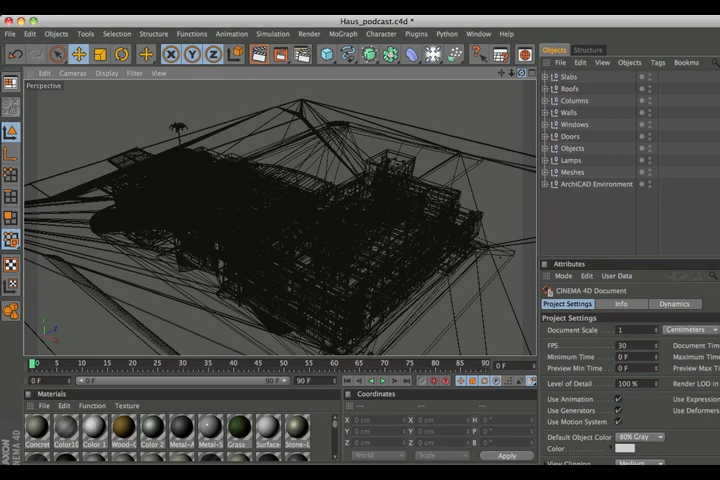 Haus_podcast.c4d *
File Edit Objects Tools Selection Structure Functions Animation Simulation Render MoGraph Character Plugins Python Window Help
X Y Z
Objects Structure
File Edit View Objects Tags Bookma
Edit Cameras Display Filter View
Perspective
Slabs
Roofs
Columns
Walls
Windows
Doors
Objects
Lamps
Meshes
ArchiCAD Environment
Attributes
Mode Edit User Data
CINEMA 4D Document
Project Settings Info Dynamics
Project Settings
Document Scale 1 Centimeters
FPS 30 Document Tim
Minimum Time 0 F Maximum Time
Preview Min Time 0 F Preview Max
Level of Detail 100 % Render LOD in
Use Animation Use Expression
Use Generators Use Deformers
Use Motion System
Default Object Color 80% Gray
Color
View Clipping Medium
Y Z X
0 5 10 15 20 25 30 35 40 45 50 55 60 65 70 75 80 85 90 0 F
0 F 0 F 90 F 90 F
Materials
File Edit Function Texture
Concret Color10 Color 1 Wood-C Color 2 Metal-A Metal-S Grass Surface Stone-L
Coordinates
-- -- --
X 0 cm X 0 cm H 0 °
Y 0 cm Y 0 cm P 0 °
Z 0 cm Z 0 cm B 0 °
World Scale Apply
AXON
NEMA 4D